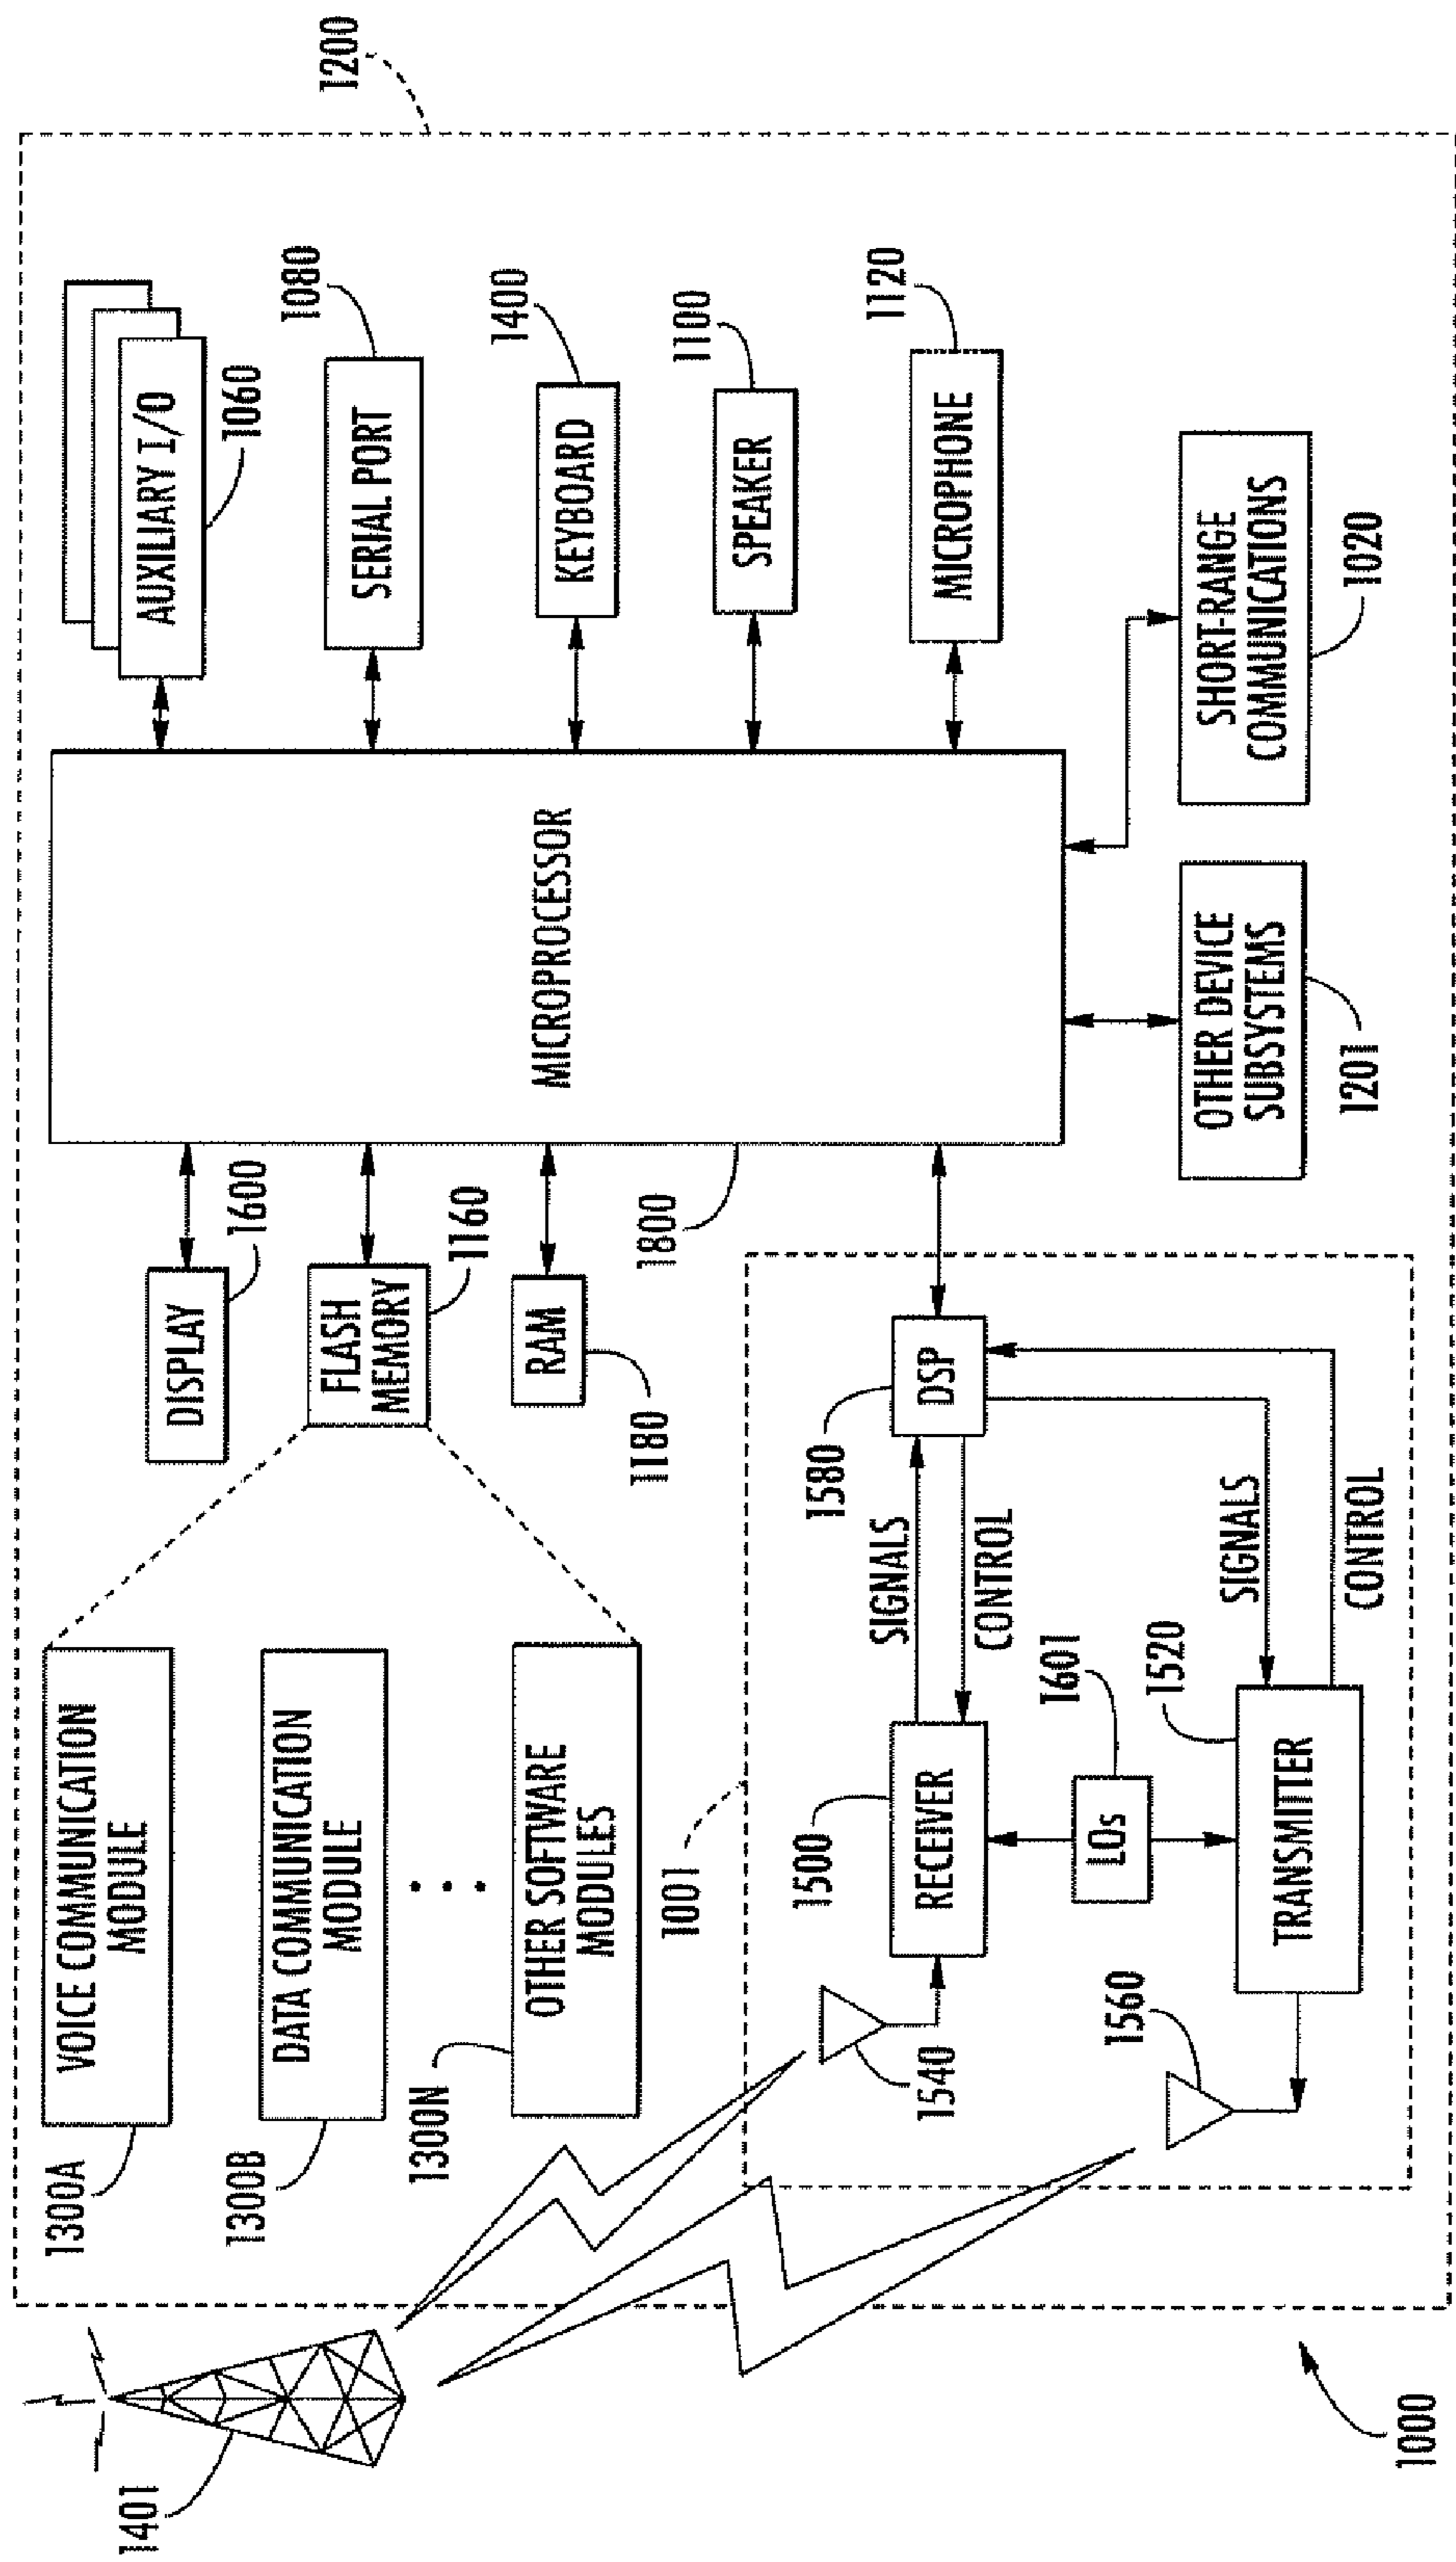 1200
AUXILIARY I/O
1060
SERIAL PORT
1080
KEYBOARD
1400
SPEAKER
1100
MICROPHONE
1120
SHORT-RANGE
COMMUNICATIONS
1020
MICROPROCESSOR
1800
OTHER DEVICE
SUBSYSTEMS
1201
DISPLAY
1600
FLASH
MEMORY
1160
RAM
1180
VOICE COMMUNICATION
MODULE
1300A
DATA COMMUNICATION
MODULE
1300B
OTHER SOFTWARE
MODULES
1300N
1001
DSP
1580
SIGNALS
CONTROL
RECEIVER
1500
LOs
1601
SIGNALS
CONTROL
TRANSMITTER
1520
1540
1560
1401
1000